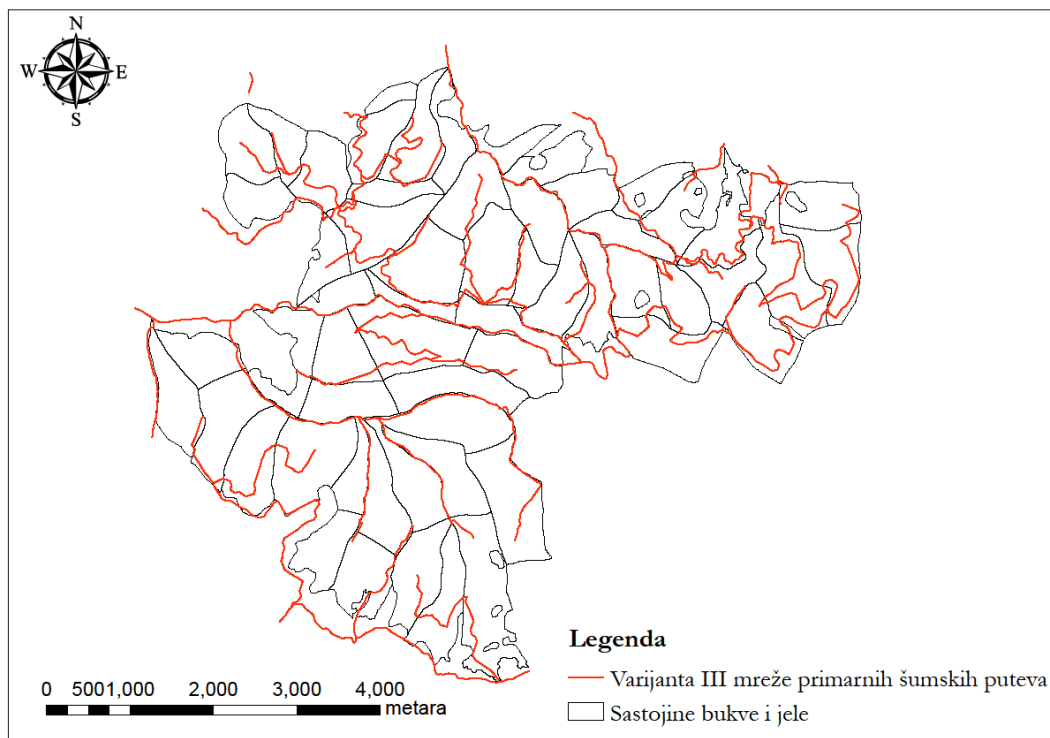 N
W E
S
Legenda
Varijanta III mreže primarnih šumskih puteva
Sastojine bukve i jele
0 5001,000 2,000 3,000 4,000
metara